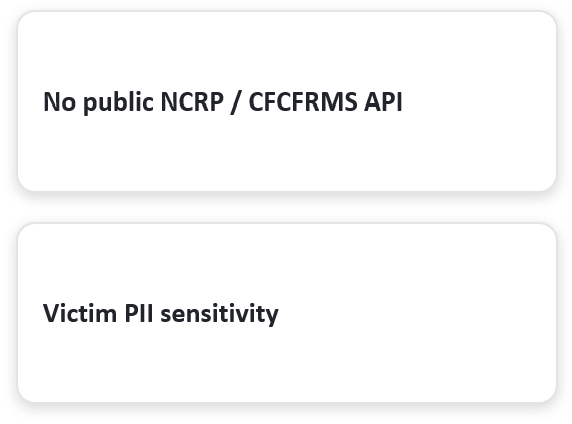 No public NCRP / CFCFRMS API
Victim PII sensitivity